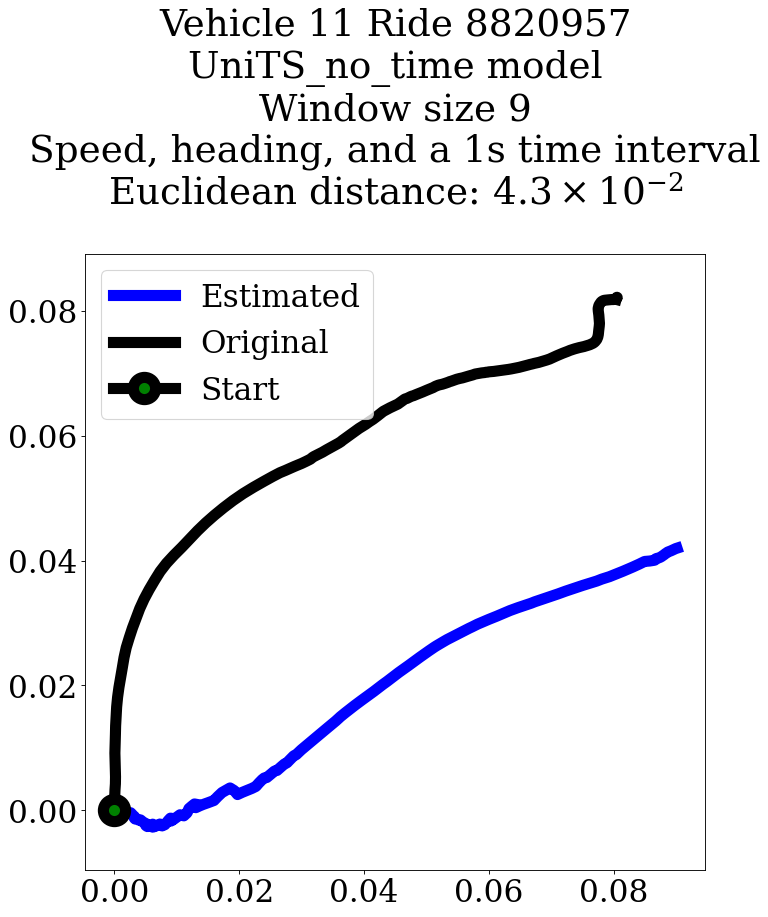 Vehicle 11 Ride 8820957
UniTS_no_time model
Window size 9
Speed, heading, and a 1s time interval
Euclidean distance: 4.3 × 10⁻²
Estimated
Original
Start
0.08
0.06
0.04
0.02
0.00
0.00 0.02 0.04 0.06 0.08